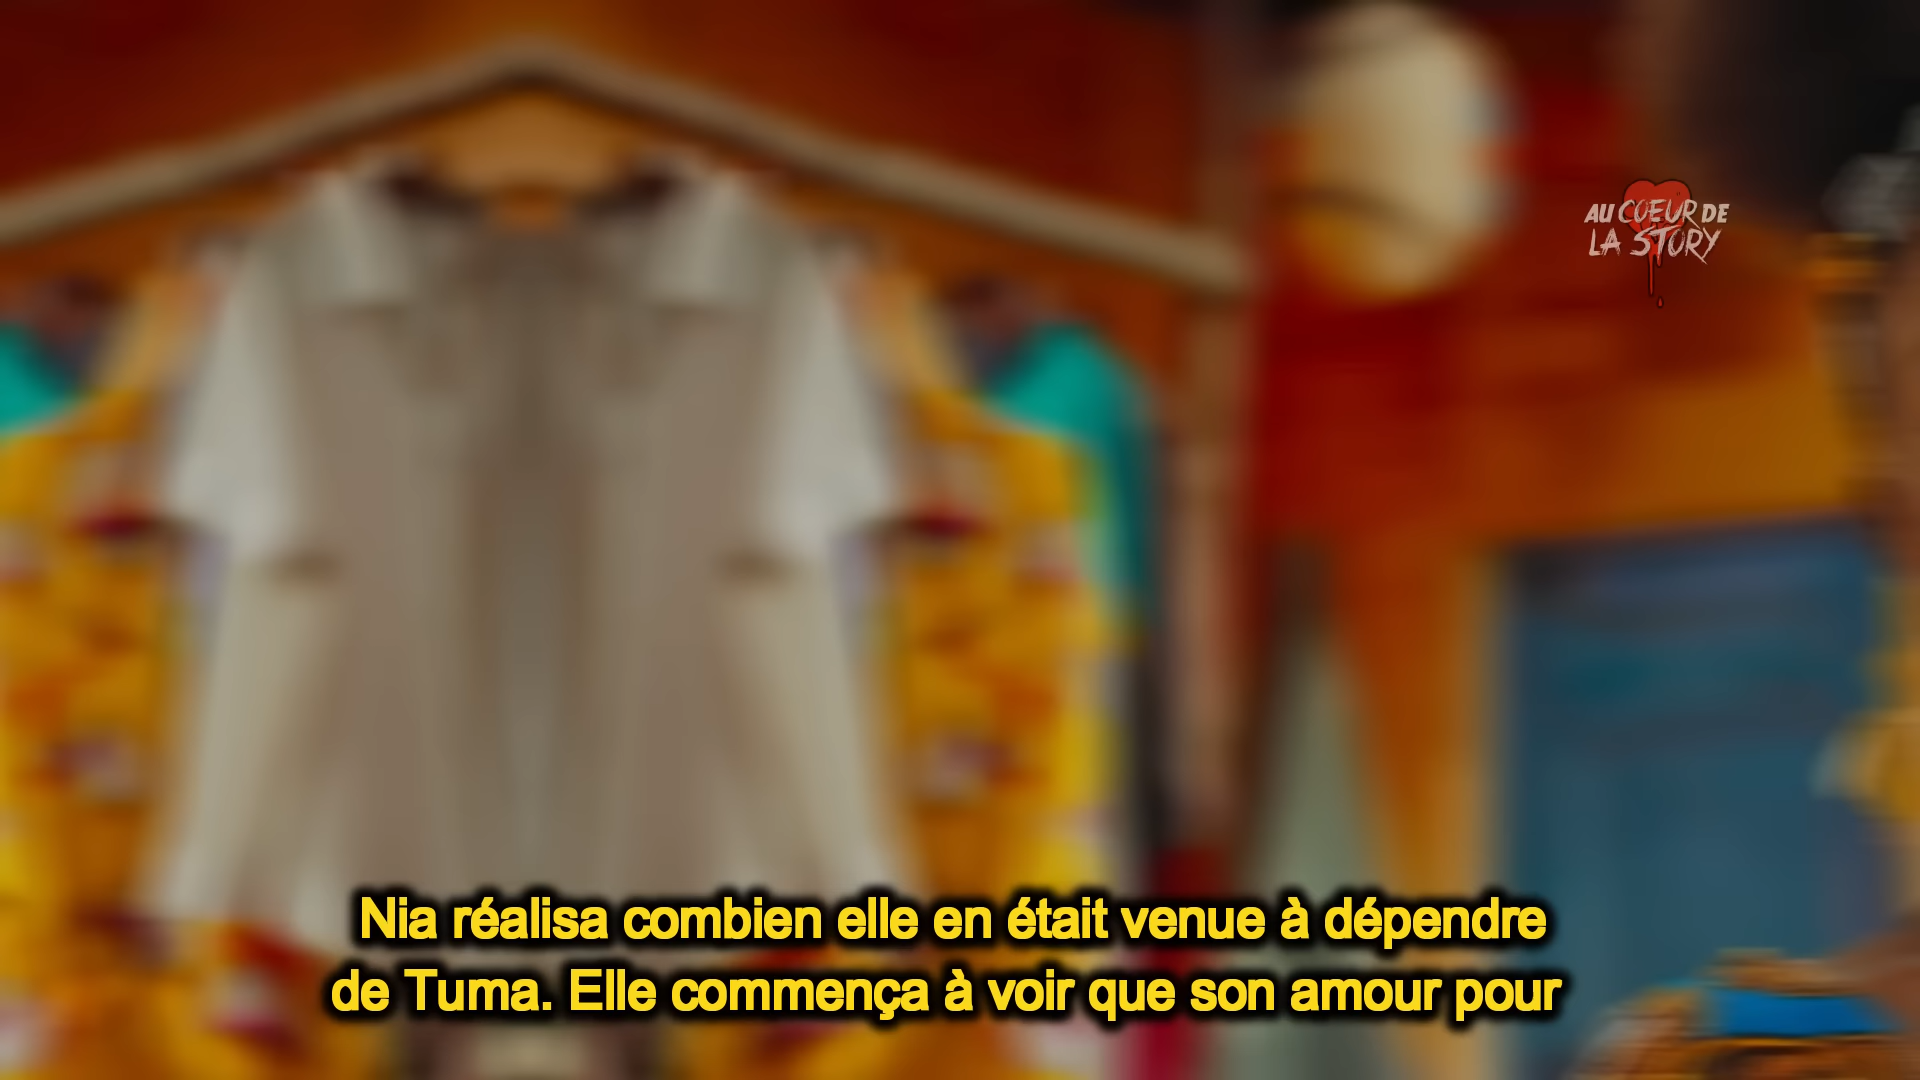 AU COEUR DE
LA STORY
Nia réalisa combien elle en était venue à dépendre
de Tuma. Elle commença à voir que son amour pour